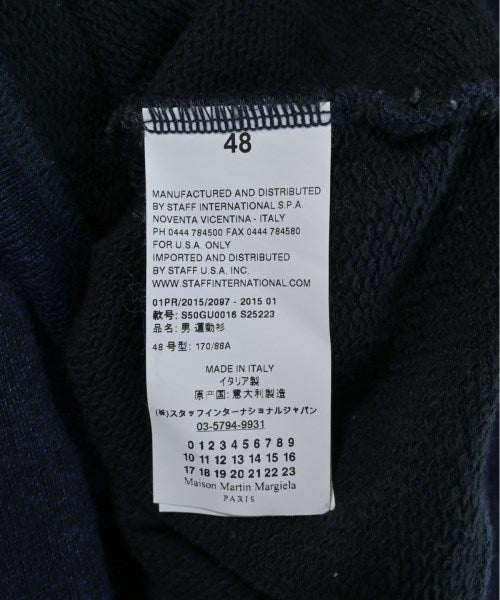 48
MANUFACTURED AND DISTRIBUTED
BY STAFF INTERNATIONAL S.P.A.
NOVENTA VICENTINA - ITALY
PH 0444 784500 FAX 0444 784580
FOR U.S.A. ONLY
IMPORTED AND DISTRIBUTED
BY STAFF U.S.A. INC.
WWW.STAFFINTERNATIONAL.COM
01PR/2015/2097 - 2015 01
款号: S50GU0016 S25223
品名: 男 運動衫
48 号型: 170/88A
MADE IN ITALY
イタリア製
原产国: 意大利製造
(株)スタッフインターナショナルジャパン
03-5794-9931
0 1 2 3 4 5 6 7 8 9
10 11 12 13 14 15 16
17 18 19 20 21 22 23
Maison Martin Margiela
PARIS